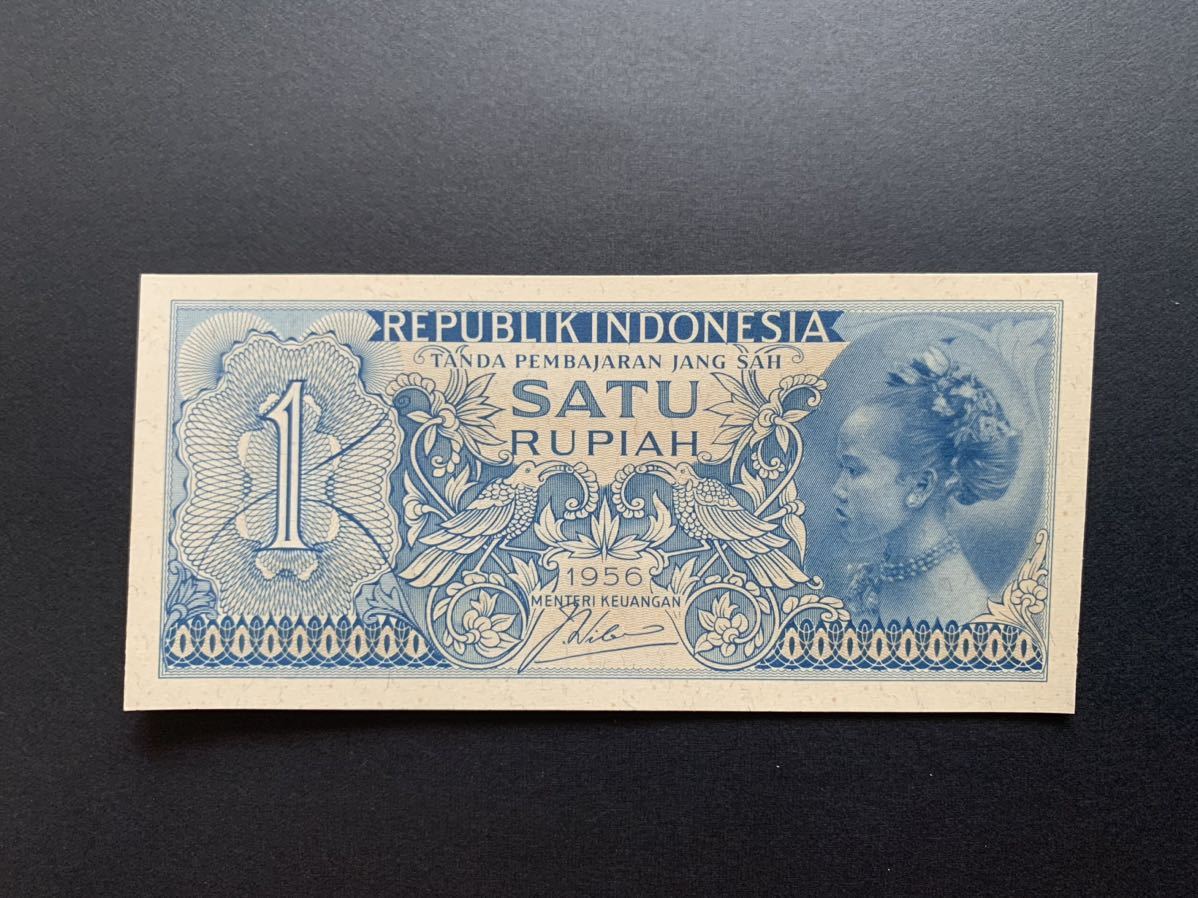 REPUBLIK INDONESIA
TANDA PEMBAJARAN JANG SAH
SATU
RUPIAH
1
1956
MENTERI KEUANGAN